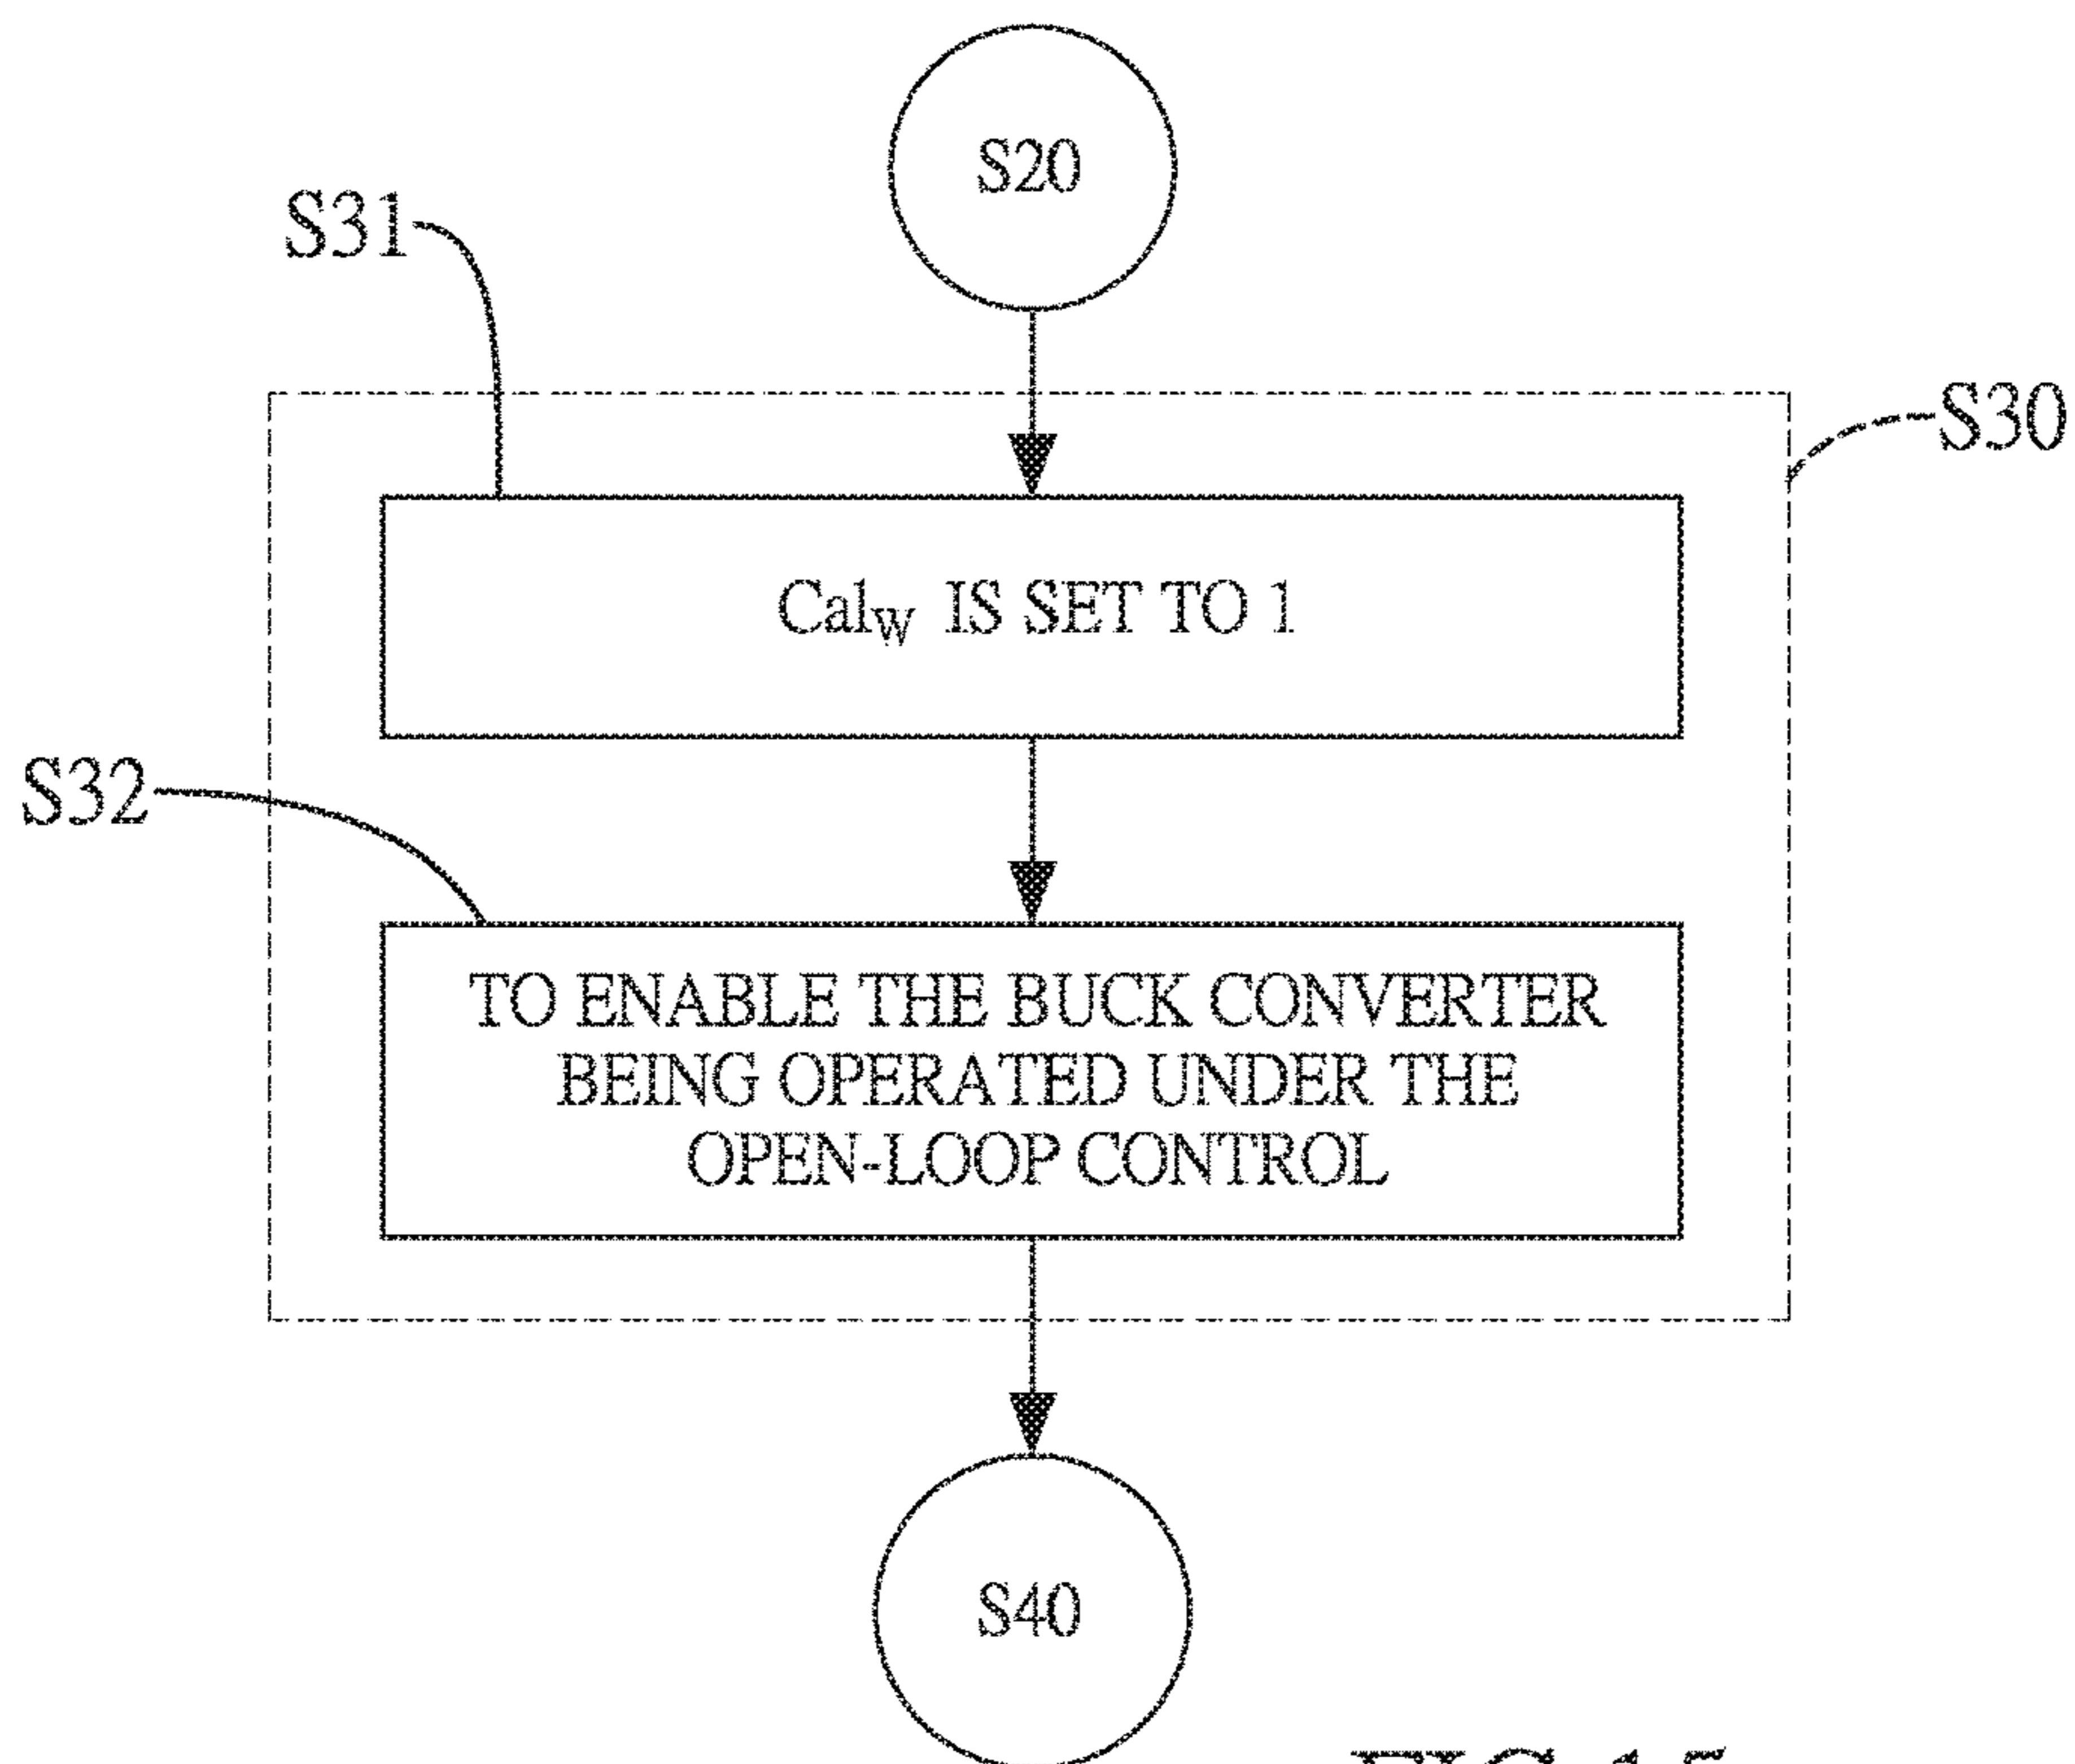 S20
S31
S30
Calw IS SET TO 1
S32
TO ENABLE THE BUCK CONVERTER
BEING OPERATED UNDER THE
OPEN-LOOP CONTROL
S40